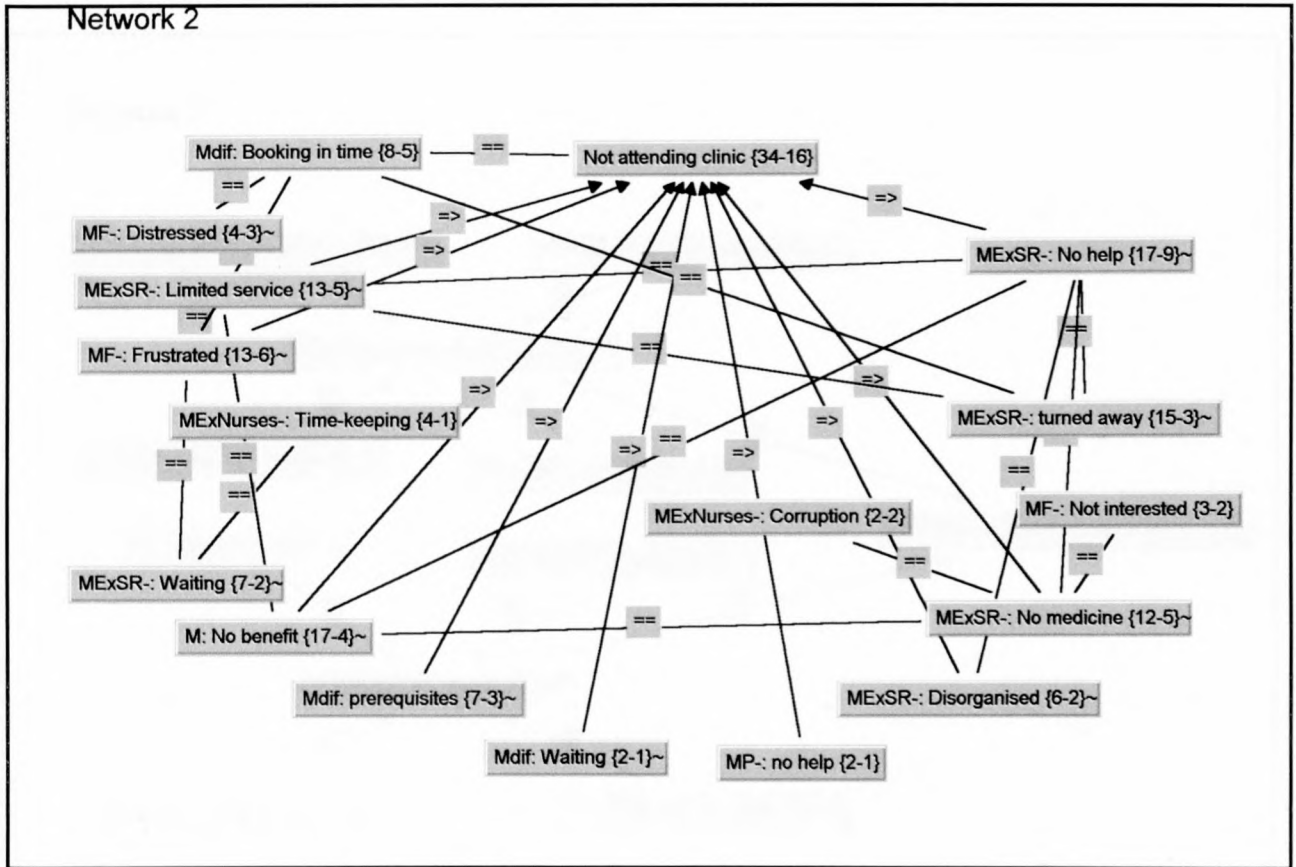 Network 2
Mdif: Booking in time {8-5}
==
Not attending clinic {34-16}
==
MF-: Distressed {4-3}~
=>
=>
=>
MExSR-: No help {17-9}~
==
==
MExSR-: Limited service {13-5}~
==
==
MF-: Frustrated {13-6}~
==
=>
=>
MExSR-: turned away {15-3}~
MExNurses-: Time-keeping {4-1}
=>
=>
=>
==
=>
==
==
==
==
MExNurses-: Corruption {2-2}
MF-: Not interested {3-2}
==
==
MExSR-: Waiting {7-2}~
M: No benefit {17-4}~
==
MExSR-: No medicine {12-5}~
Mdif: prerequisites {7-3}~
MExSR-: Disorganised {6-2}~
Mdif: Waiting {2-1}~
MP-: no help {2-1}